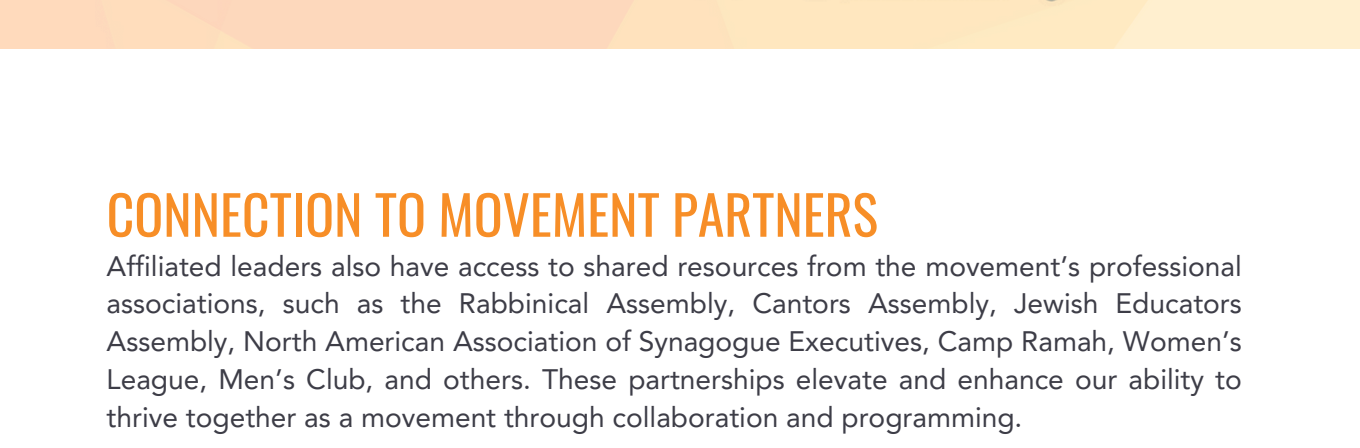 CONNECTION TO MOVEMENT PARTNERS
Affiliated leaders also have access to shared resources from the movement’s professional
associations, such as the Rabbinical Assembly, Cantors Assembly, Jewish Educators
Assembly, North American Association of Synagogue Executives, Camp Ramah, Women’s
League, Men’s Club, and others. These partnerships elevate and enhance our ability to
thrive together as a movement through collaboration and programming.